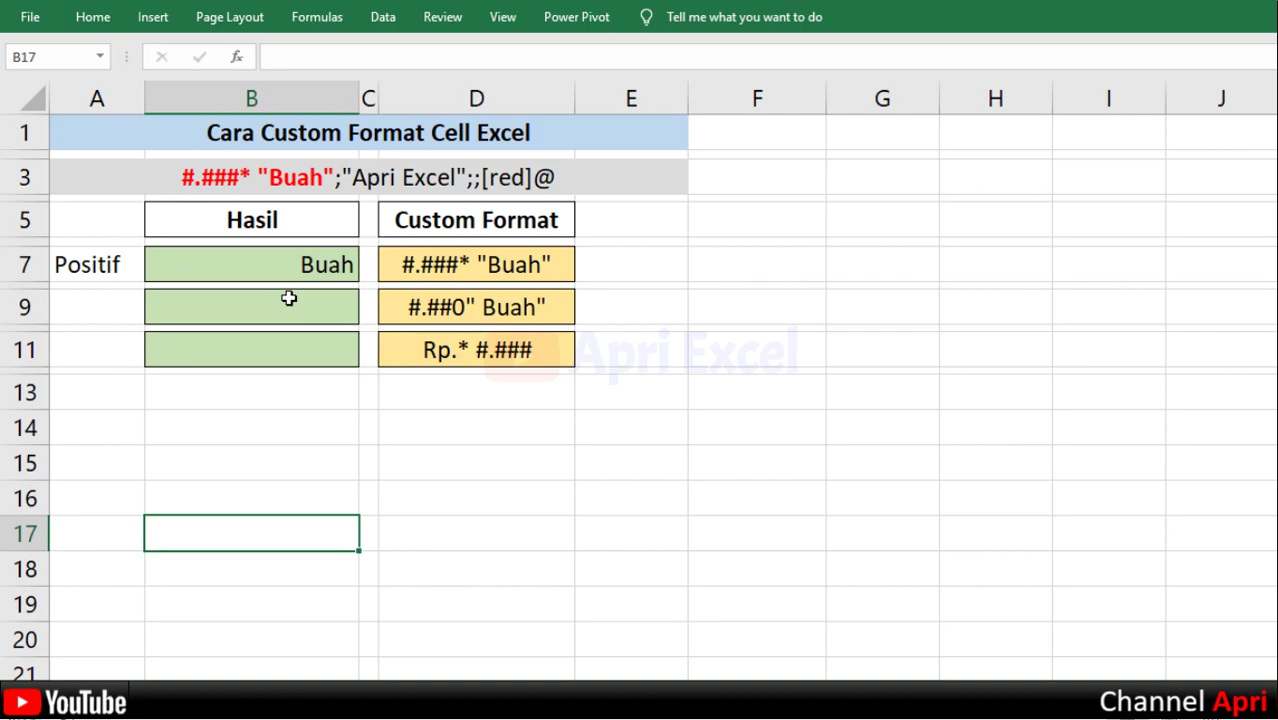 File Home Insert Page Layout Formulas Data Review View Power Pivot Tell me what you want to do
B17 fx
A B C D E F G H I J
1 Cara Custom Format Cell Excel
3 #.###* "Buah";"Apri Excel";;[red]@
5 Hasil Custom Format
7 Positif Buah #.###* "Buah"
9 #.##0" Buah"
11 Rp.* #.###
Apri Excel
13
14
15
16
17
18
19
20
21
YouTube Channel Apri